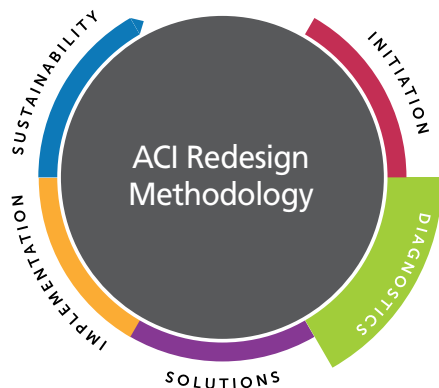 ACI Redesign
Methodology
INITIATION
DIAGNOSTICS
SOLUTIONS
IMPLEMENTATION
SUSTAINABILITY